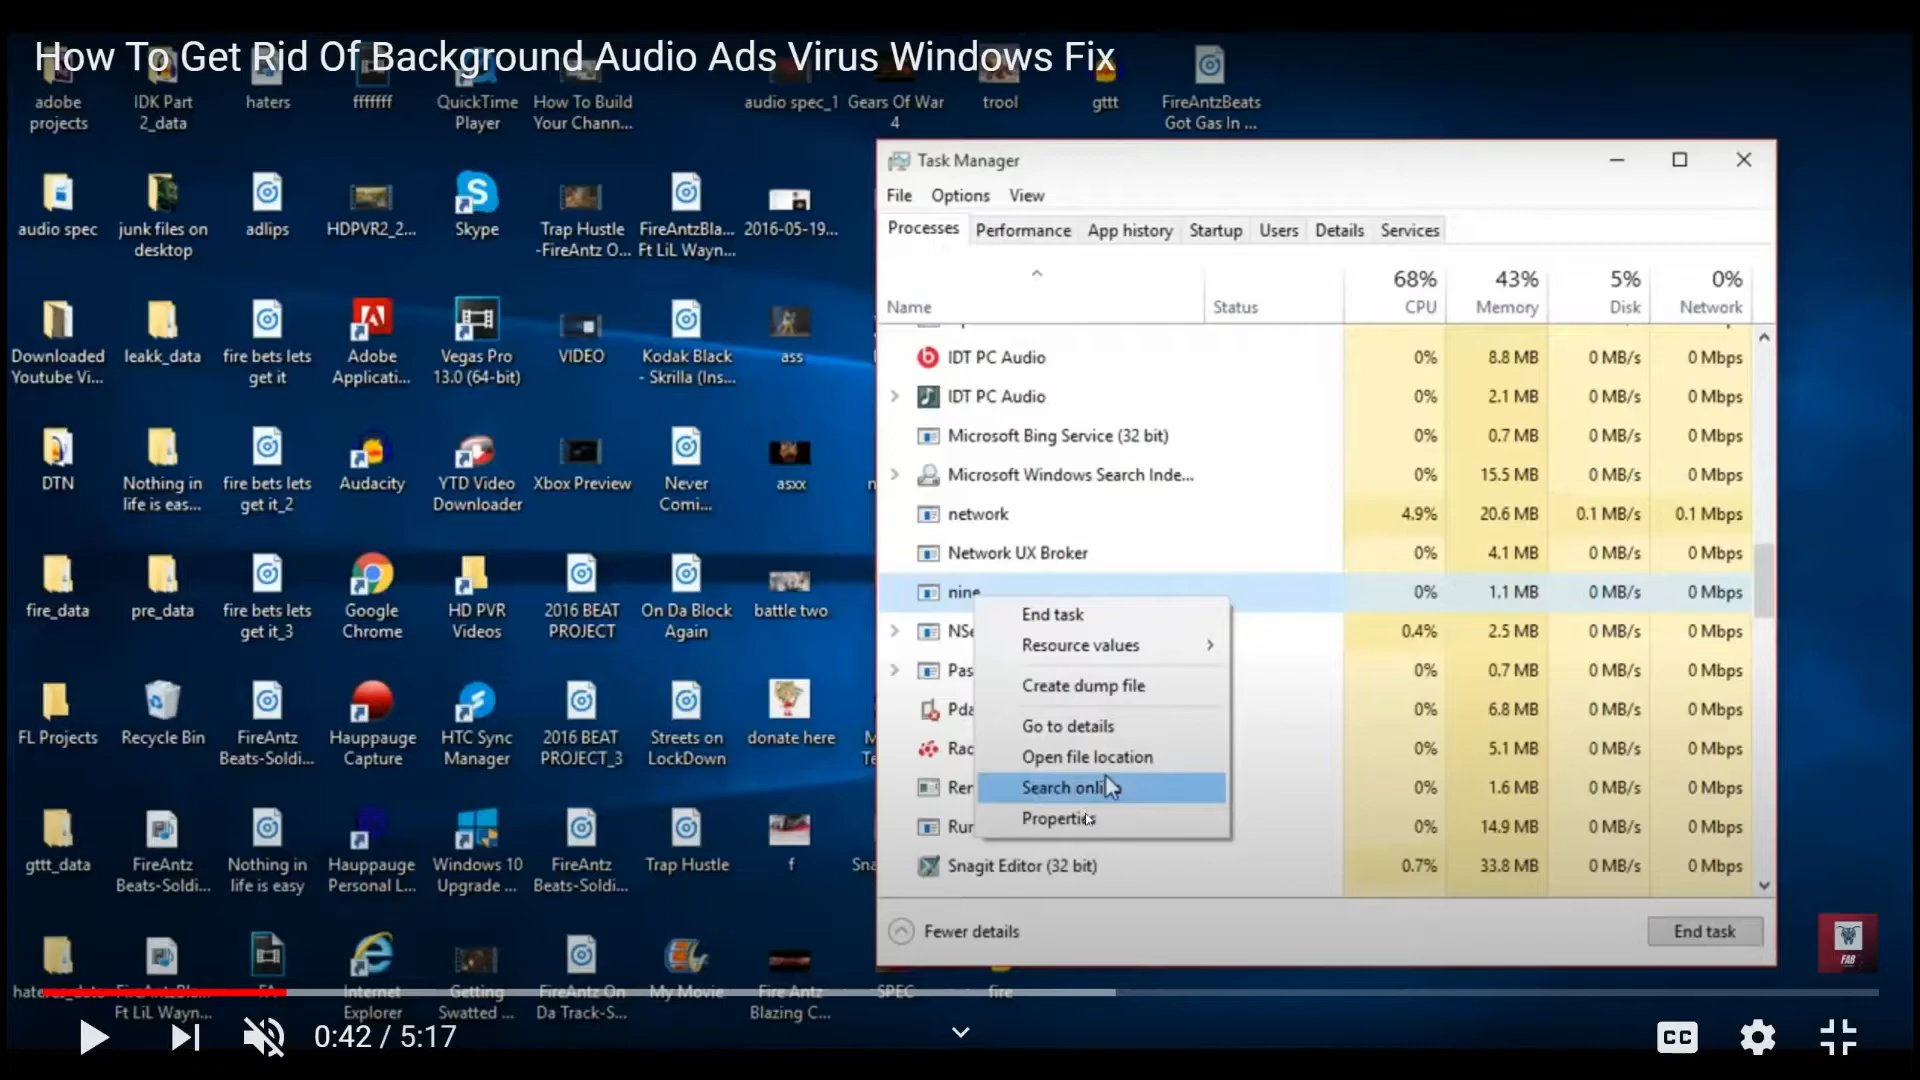 How To Get Rid Of Background Audio Ads Virus Windows Fix
adobe
projects
IDK Part
2_data
haters
fffffff
QuickTime
Player
How To Build
Your Chann...
audio spec_1
Gears Of War
4
trool
gttt
FireAntzBeats
Got Gas In ...
audio spec
junk files on
desktop
adlips
HDPVR2_2...
Skype
Trap Hustle
-FireAntz O...
FireAntzBla...
Ft LiL Wayn...
2016-05-19...
Downloaded
Youtube Vi...
leakk_data
fire bets lets
get it
Adobe
Applicati...
Vegas Pro
13.0 (64-bit)
VIDEO
Kodak Black
- Skrilla (Ins...
ass
DTN
Nothing in
life is eas...
fire bets lets
get it_2
Audacity
YTD Video
Downloader
Xbox Preview
Never
Comi...
asxx
fire_data
pre_data
fire bets lets
get it_3
Google
Chrome
HD PVR
Videos
2016 BEAT
PROJECT
On Da Block
Again
battle two
FL Projects
Recycle Bin
FireAntz
Beats-Soldi...
Hauppauge
Capture
HTC Sync
Manager
2016 BEAT
PROJECT_3
Streets on
LockDown
donate here
gttt_data
FireAntz
Beats-Soldi...
Nothing in
life is easy
Hauppauge
Personal L...
Windows 10
Upgrade ...
FireAntz
Beats-Soldi...
Trap Hustle
f
Sna
Ft LiL Wayn...
Internet
Explorer
Getting
Swatted ...
FireAntz On
Da Track-S...
My Movie
Fire Antz
Blazing C...
SPEC
fire
Task Manager
File Options View
Processes Performance App history Startup Users Details Services
68% 43% 5% 0%
Name Status CPU Memory Disk Network
IDT PC Audio 0% 8.8 MB 0 MB/s 0 Mbps
IDT PC Audio 0% 2.1 MB 0 MB/s 0 Mbps
Microsoft Bing Service (32 bit) 0% 0.7 MB 0 MB/s 0 Mbps
Microsoft Windows Search Inde... 0% 15.5 MB 0 MB/s 0 Mbps
network 4.9% 20.6 MB 0.1 MB/s 0.1 Mbps
Network UX Broker 0% 4.1 MB 0 MB/s 0 Mbps
nine 0% 1.1 MB 0 MB/s 0 Mbps
NSe 0.4% 2.5 MB 0 MB/s 0 Mbps
Pas 0% 0.7 MB 0 MB/s 0 Mbps
Pda 0% 6.8 MB 0 MB/s 0 Mbps
Rac 0% 5.1 MB 0 MB/s 0 Mbps
Rer 0% 1.6 MB 0 MB/s 0 Mbps
Rur 0% 14.9 MB 0 MB/s 0 Mbps
Snagit Editor (32 bit) 0.7% 33.8 MB 0 MB/s 0 Mbps
End task
Resource values
Create dump file
Go to details
Open file location
Search online
Properties
Fewer details
End task
FAB
0:42 / 5:17
CC